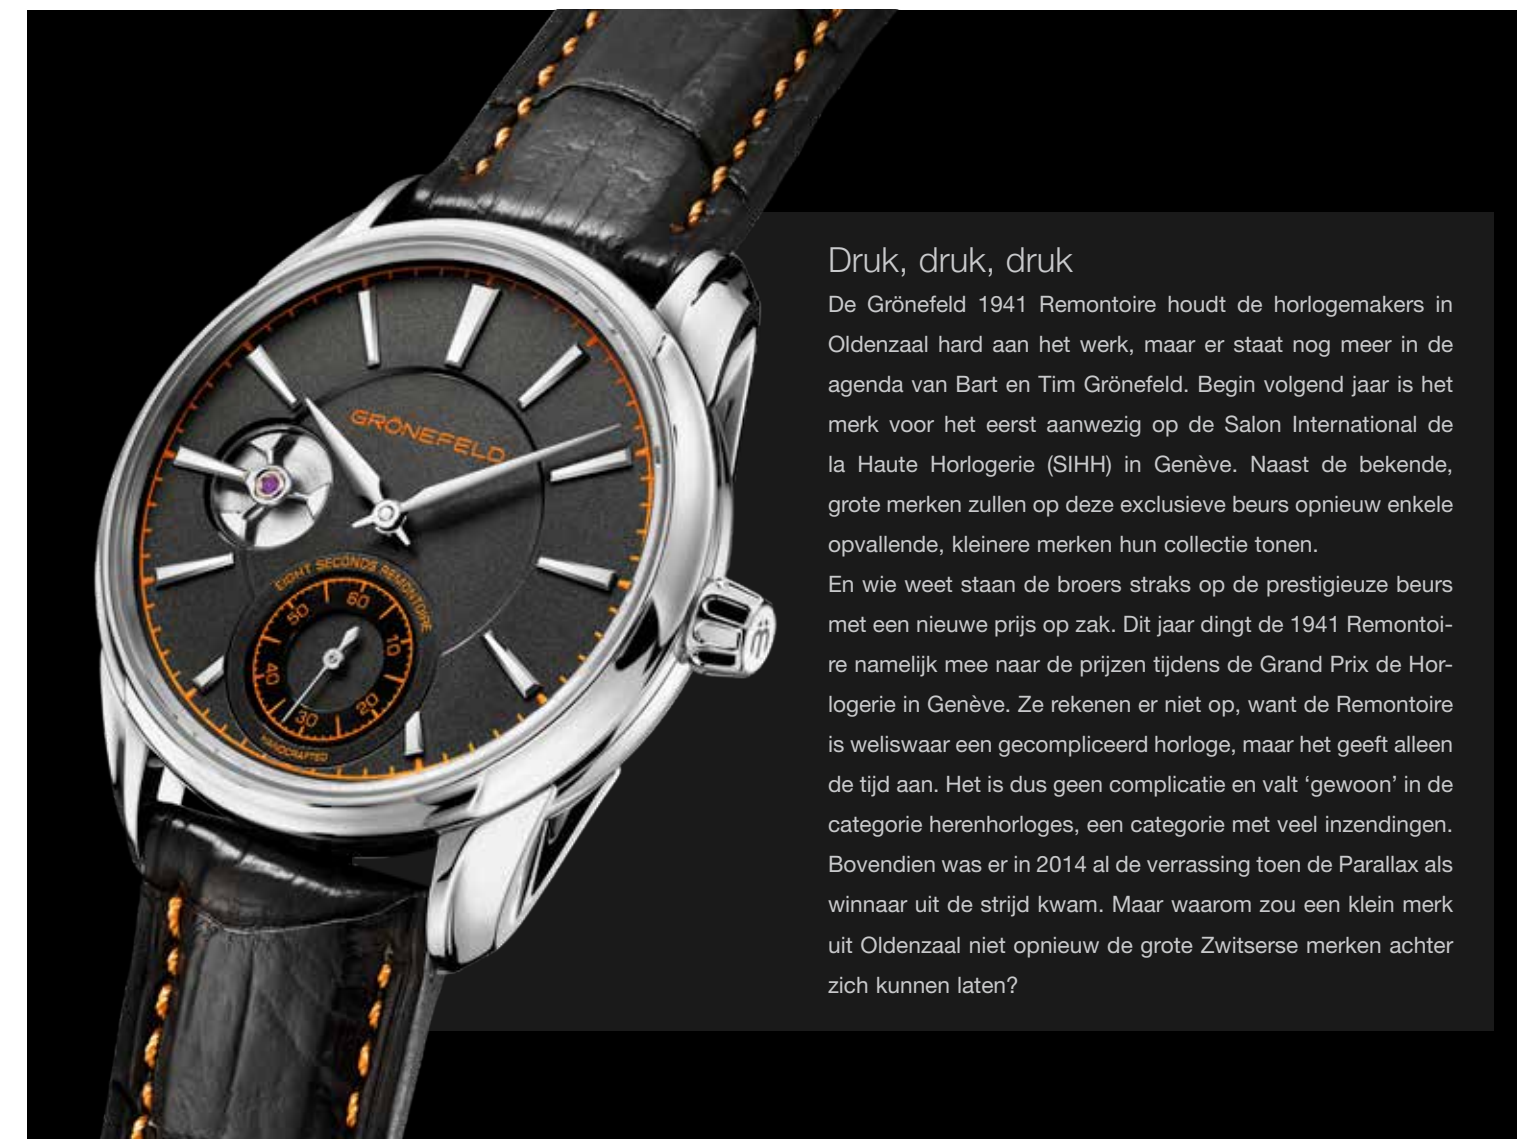 GRÖNEFELD
EIGHT SECONDS REMONTOIRE
60
10
20
30
40
50
HANDCRAFTED
Druk, druk, druk
De Grönefeld 1941 Remontoire houdt de horlogemakers in
Oldenzaal hard aan het werk, maar er staat nog meer in de
agenda van Bart en Tim Grönefeld. Begin volgend jaar is het
merk voor het eerst aanwezig op de Salon International de
la Haute Horlogerie (SIHH) in Genève. Naast de bekende,
grote merken zullen op deze exclusieve beurs opnieuw enkele
opvallende, kleinere merken hun collectie tonen.
En wie weet staan de broers straks op de prestigieuze beurs
met een nieuwe prijs op zak. Dit jaar dingt de 1941 Remontoi-
re namelijk mee naar de prijzen tijdens de Grand Prix de Hor-
logerie in Genève. Ze rekenen er niet op, want de Remontoire
is weliswaar een gecompliceerd horloge, maar het geeft alleen
de tijd aan. Het is dus geen complicatie en valt ‘gewoon’ in de
categorie herenhorloges, een categorie met veel inzendingen.
Bovendien was er in 2014 al de verrassing toen de Parallax als
winnaar uit de strijd kwam. Maar waarom zou een klein merk
uit Oldenzaal niet opnieuw de grote Zwitserse merken achter
zich kunnen laten?